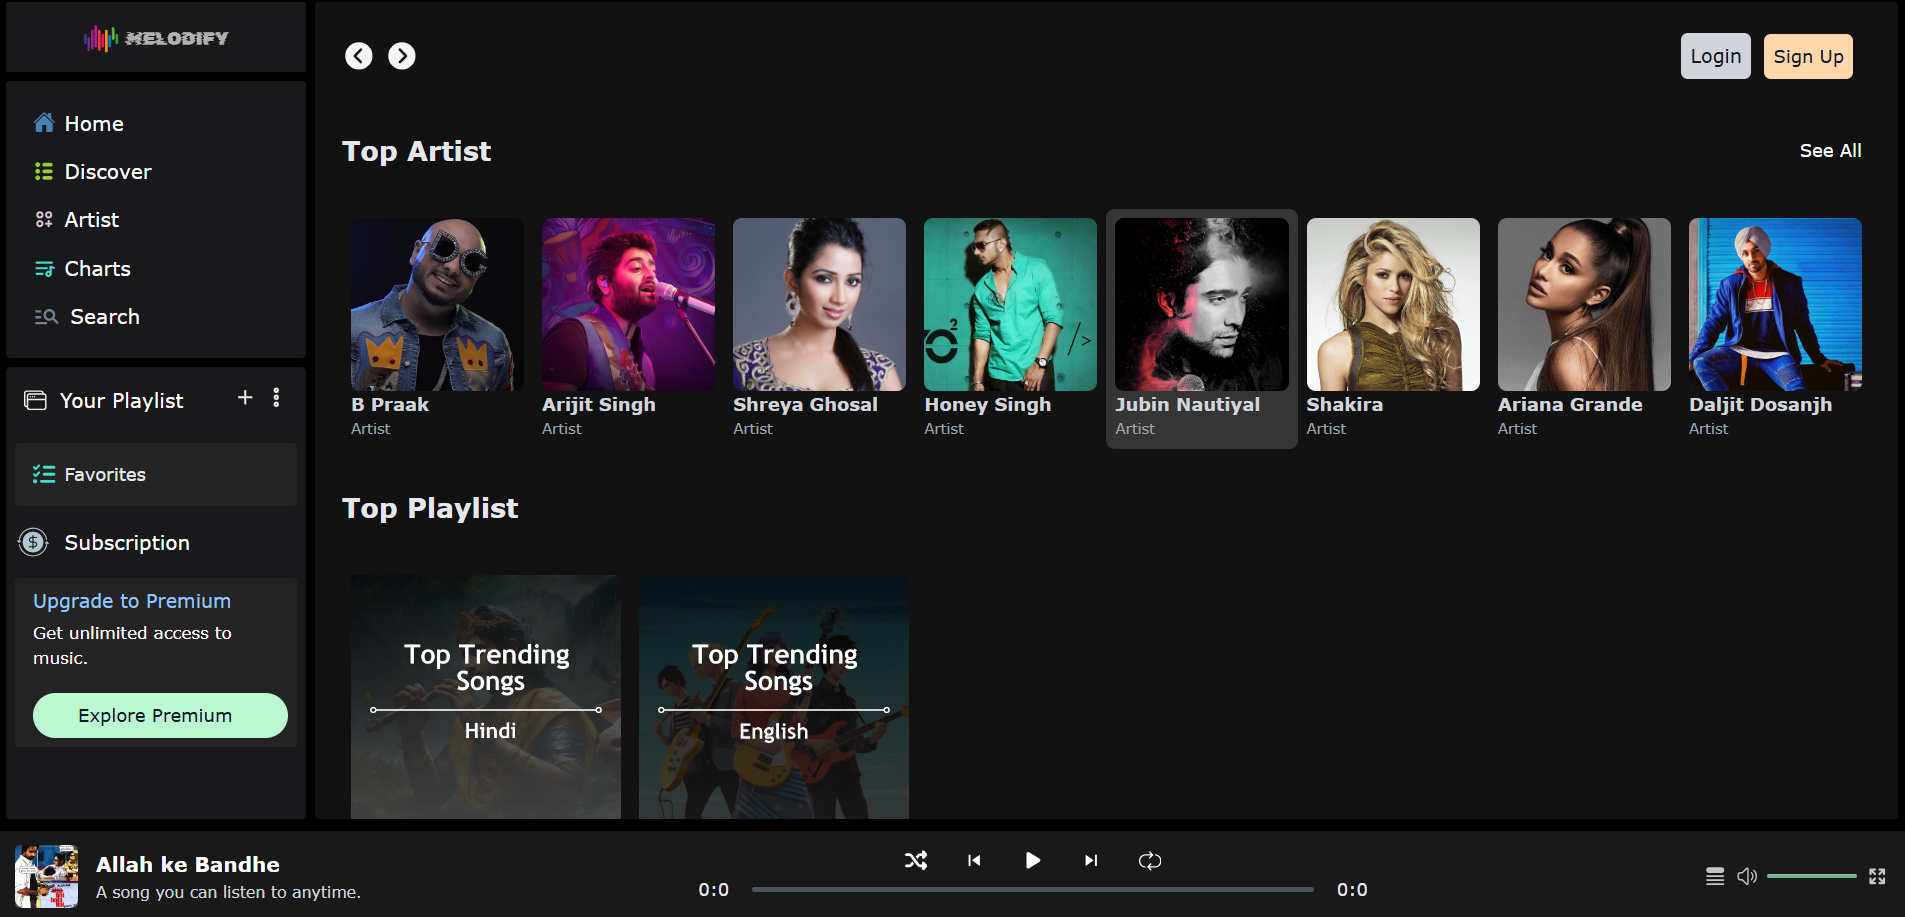 MELODIFY
Home
Discover
Artist
Charts
Search
Your Playlist
Favorites
Subscription
Upgrade to Premium
Get unlimited access to
music.
Explore Premium
Login
Sign Up
Top Artist
See All
B Praak
Artist
Arijit Singh
Artist
Shreya Ghosal
Artist
Honey Singh
Artist
Jubin Nautiyal
Artist
Shakira
Artist
Ariana Grande
Artist
Daljit Dosanjh
Artist
Top Playlist
Top Trending
Songs
Hindi
Top Trending
Songs
English
Allah ke Bandhe
A song you can listen to anytime.
0:0
0:0